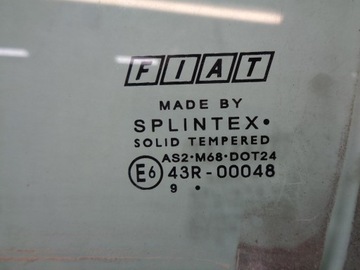 FIAT
MADE BY
SPLINTEX•
SOLID TEMPERED
AS2•M68•DOT24
E6 43R-00048
9 •